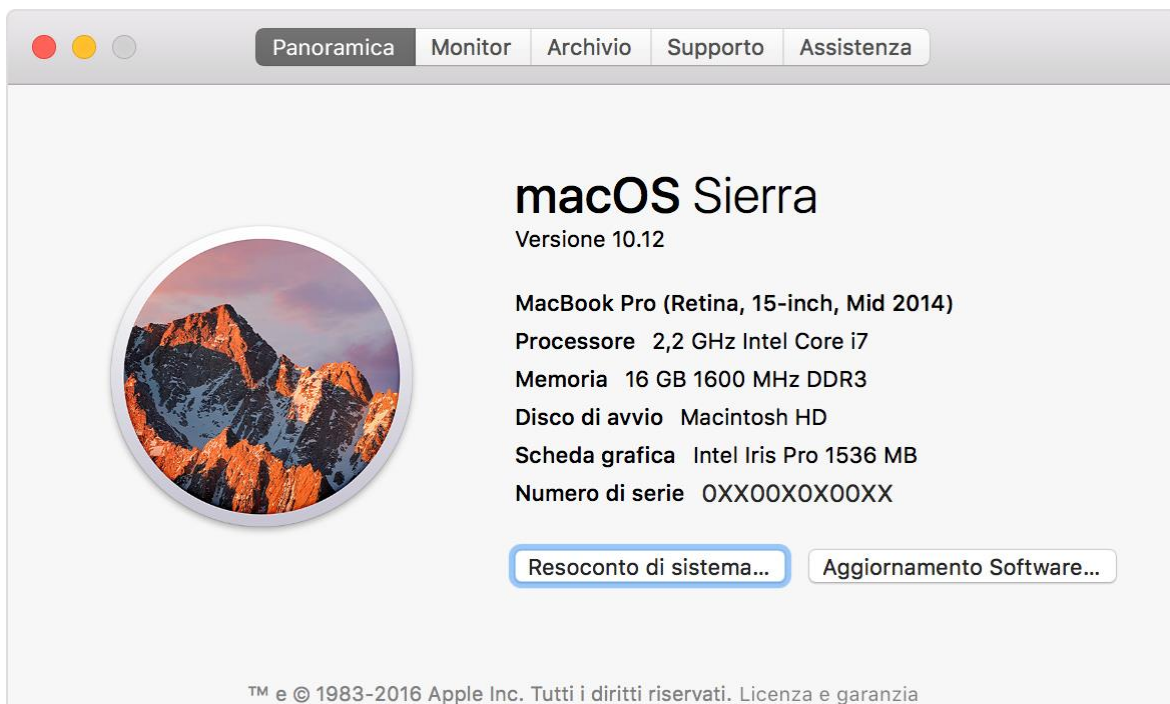 Panoramica Monitor Archivio Supporto Assistenza
macOS Sierra
Versione 10.12
MacBook Pro (Retina, 15-inch, Mid 2014)
Processore 2,2 GHz Intel Core i7
Memoria 16 GB 1600 MHz DDR3
Disco di avvio Macintosh HD
Scheda grafica Intel Iris Pro 1536 MB
Numero di serie 0XX00X0X00XX
Resoconto di sistema... Aggiornamento Software...
™ e © 1983-2016 Apple Inc. Tutti i diritti riservati. Licenza e garanzia